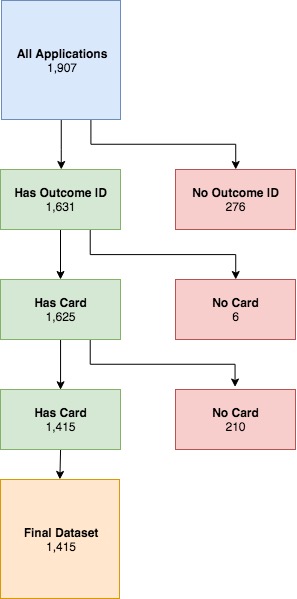 All Applications
1,907
Has Outcome ID
1,631
No Outcome ID
276
Has Card
1,625
No Card
6
Has Card
1,415
No Card
210
Final Dataset
1,415